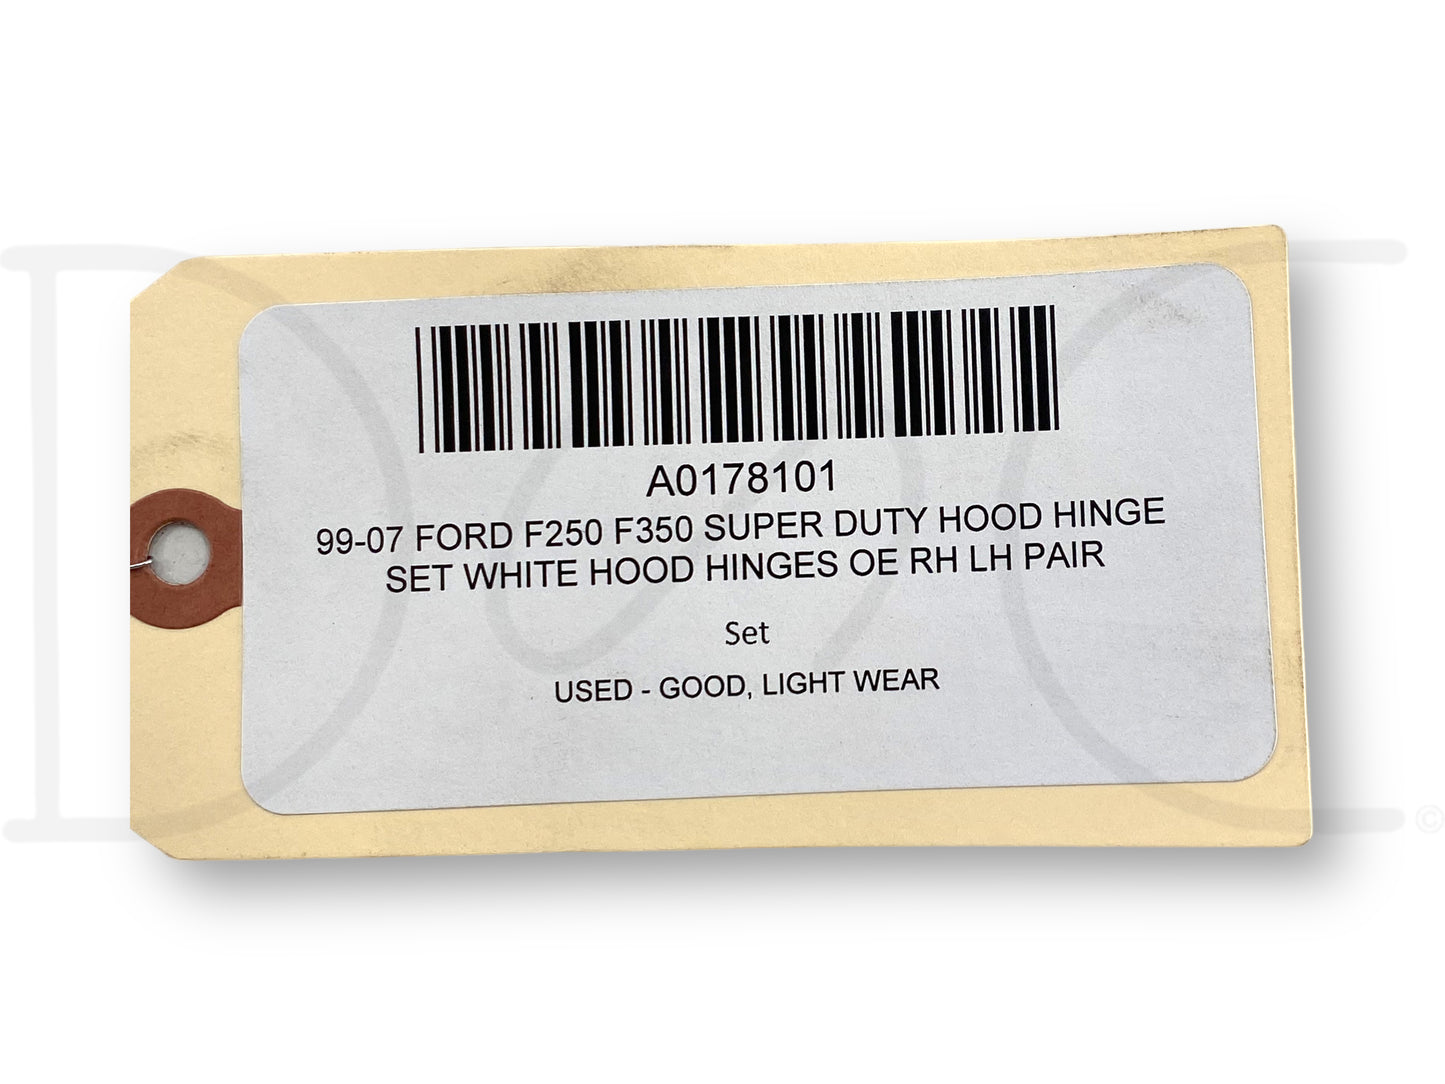 A0178101
99-07 FORD F250 F350 SUPER DUTY HOOD HINGE
SET WHITE HOOD HINGES OE RH LH PAIR
Set
USED - GOOD, LIGHT WEAR
©